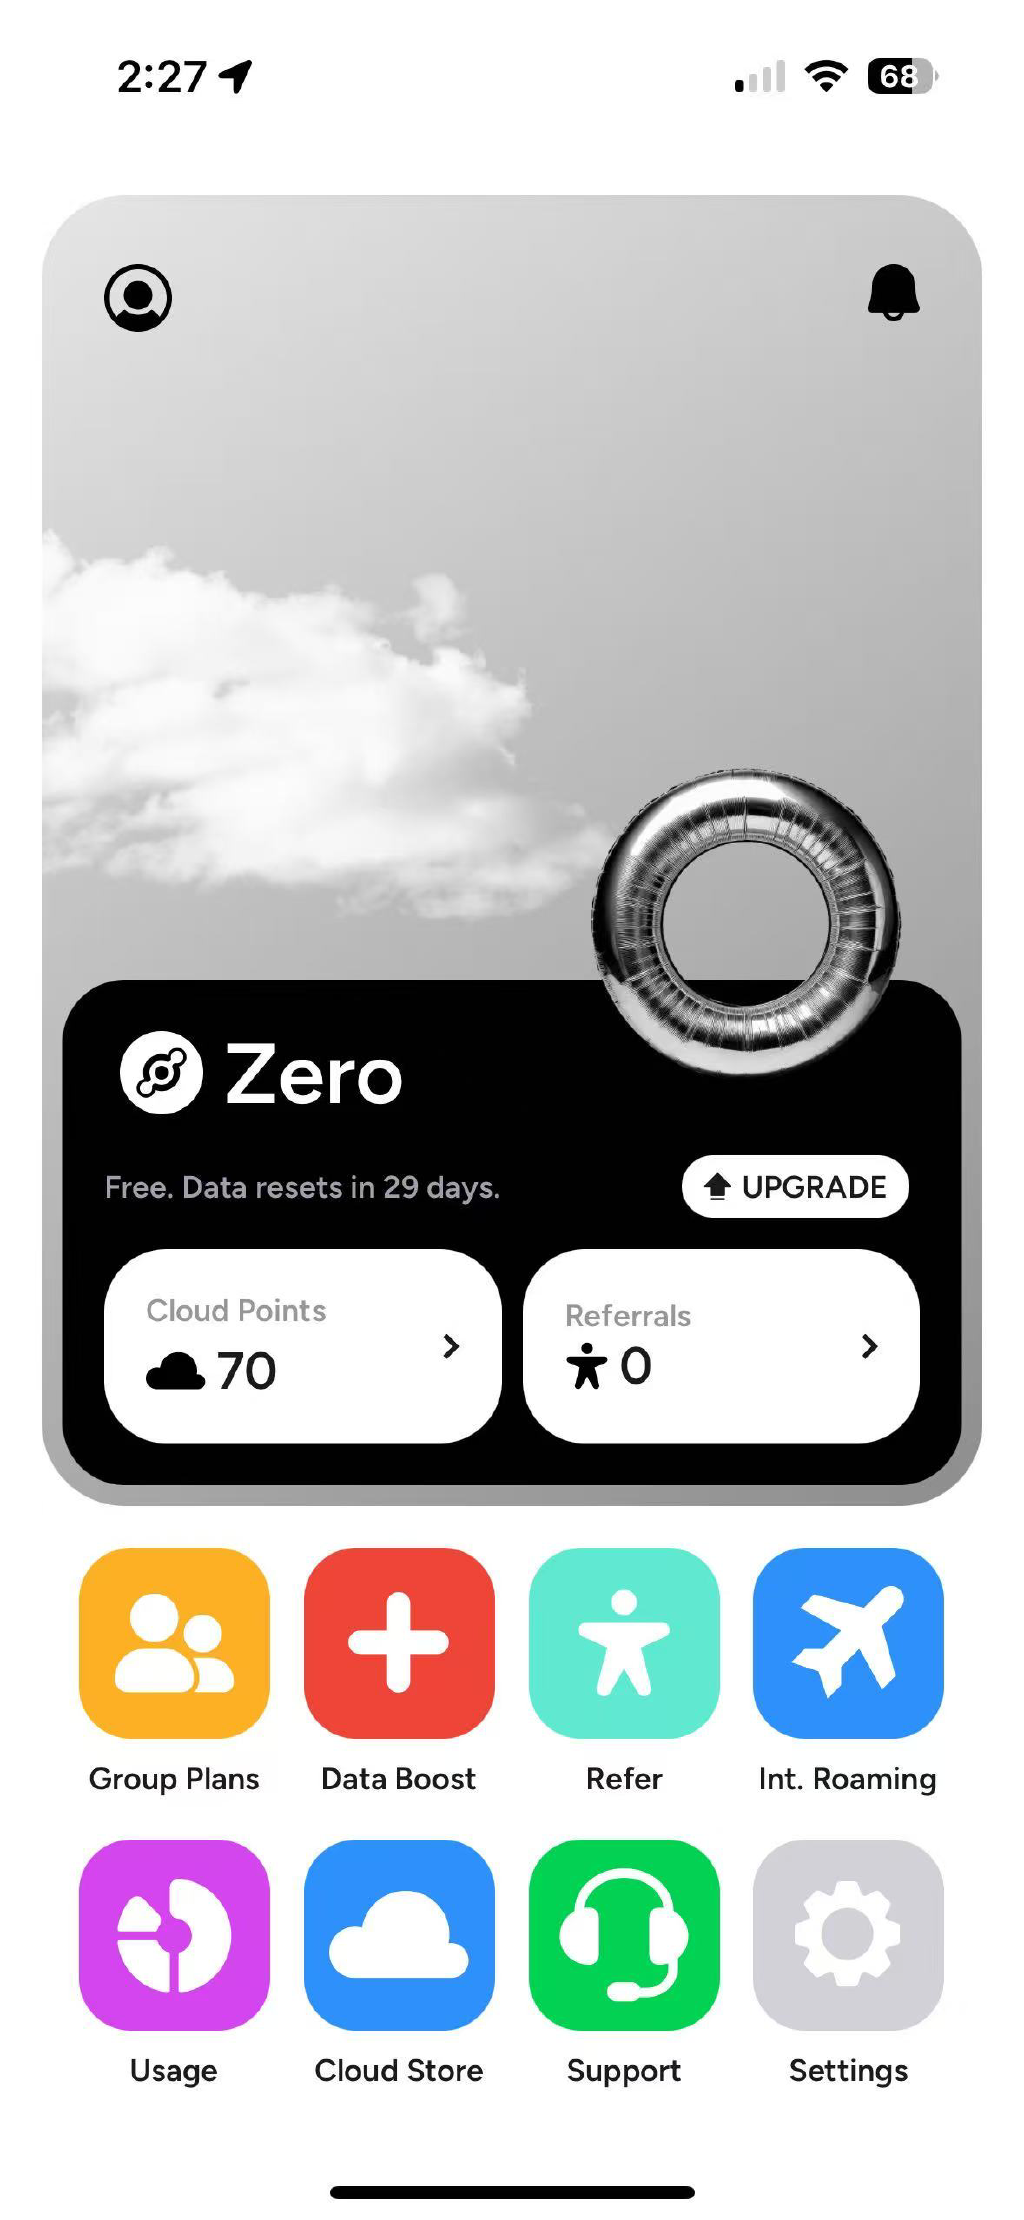 2:27
68
Zero
Free. Data resets in 29 days.
UPGRADE
Cloud Points
70
Referrals
0
Group Plans
Data Boost
Refer
Int. Roaming
Usage
Cloud Store
Support
Settings